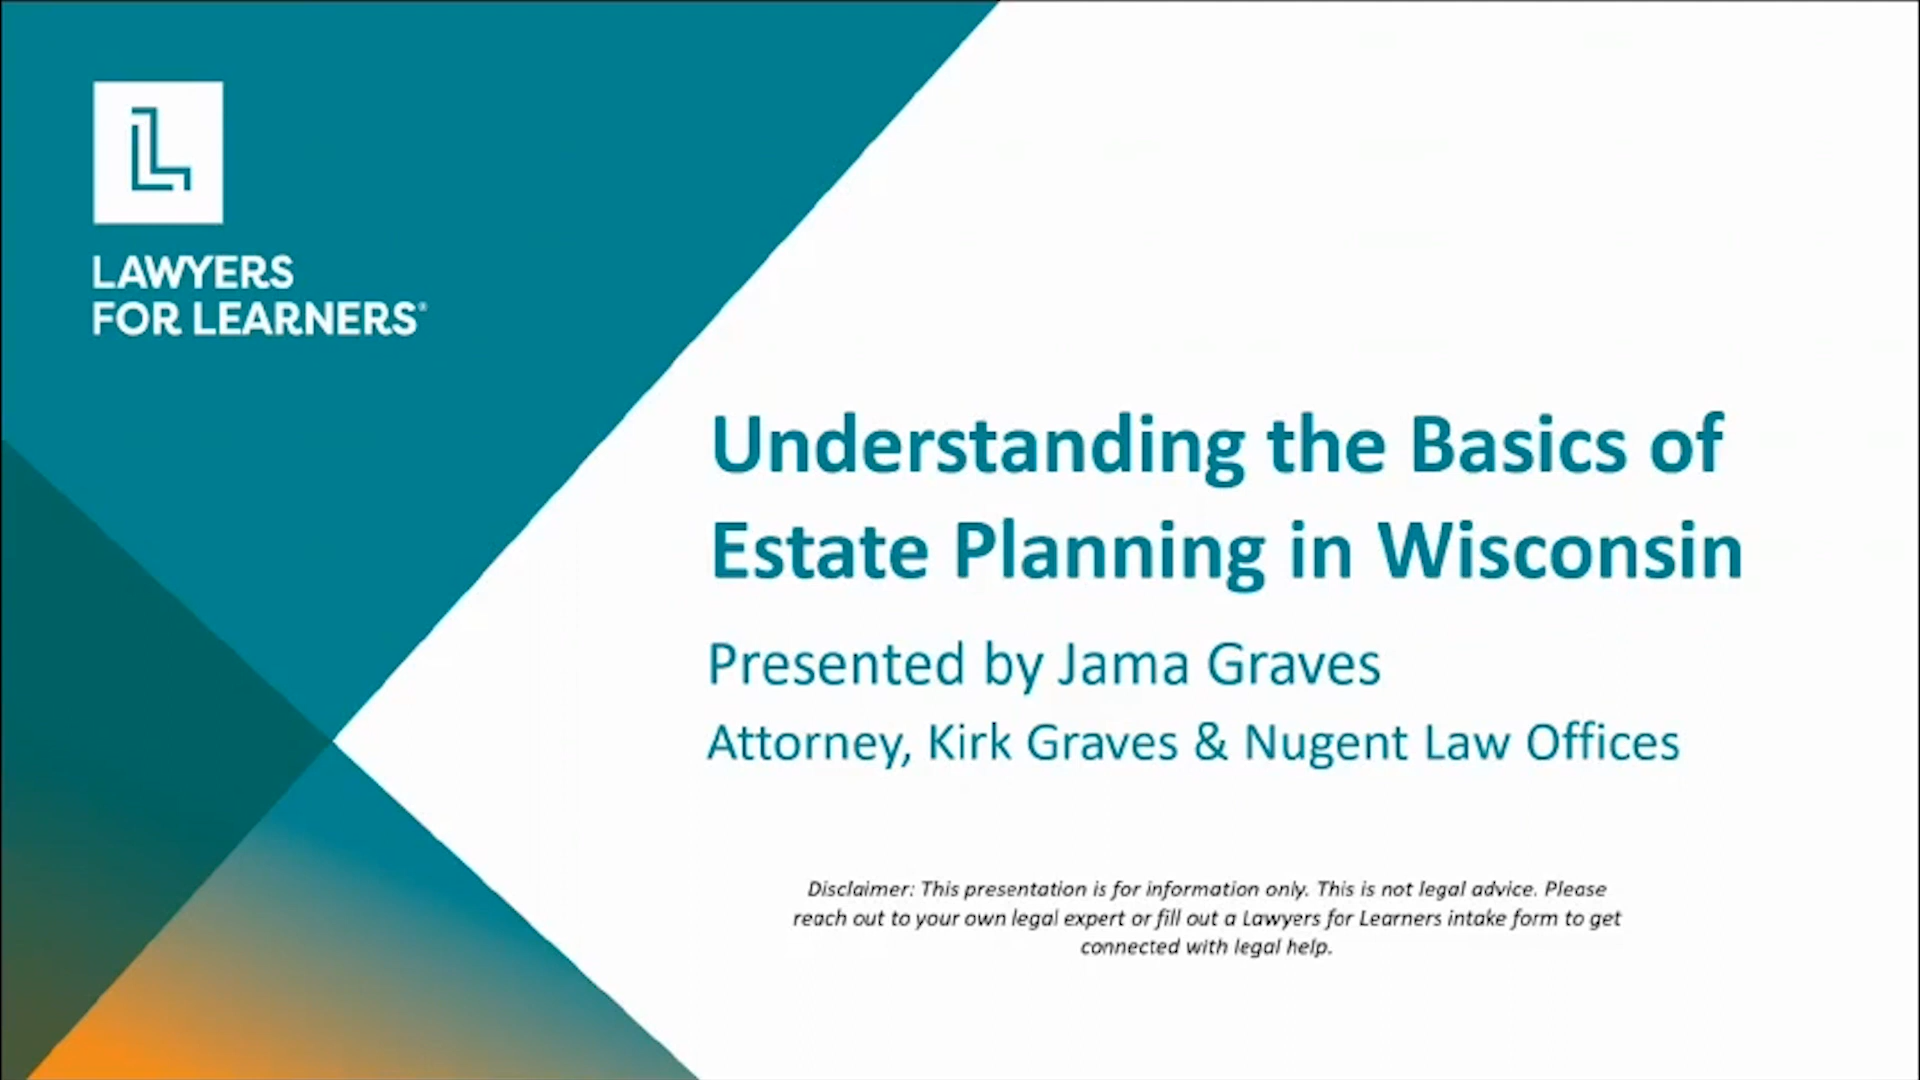 LAWYERS
FOR LEARNERS®
Understanding the Basics of
Estate Planning in Wisconsin
Presented by Jama Graves
Attorney, Kirk Graves & Nugent Law Offices
Disclaimer: This presentation is for information only. This is not legal advice. Please
reach out to your own legal expert or fill out a Lawyers for Learners intake form to get
connected with legal help.